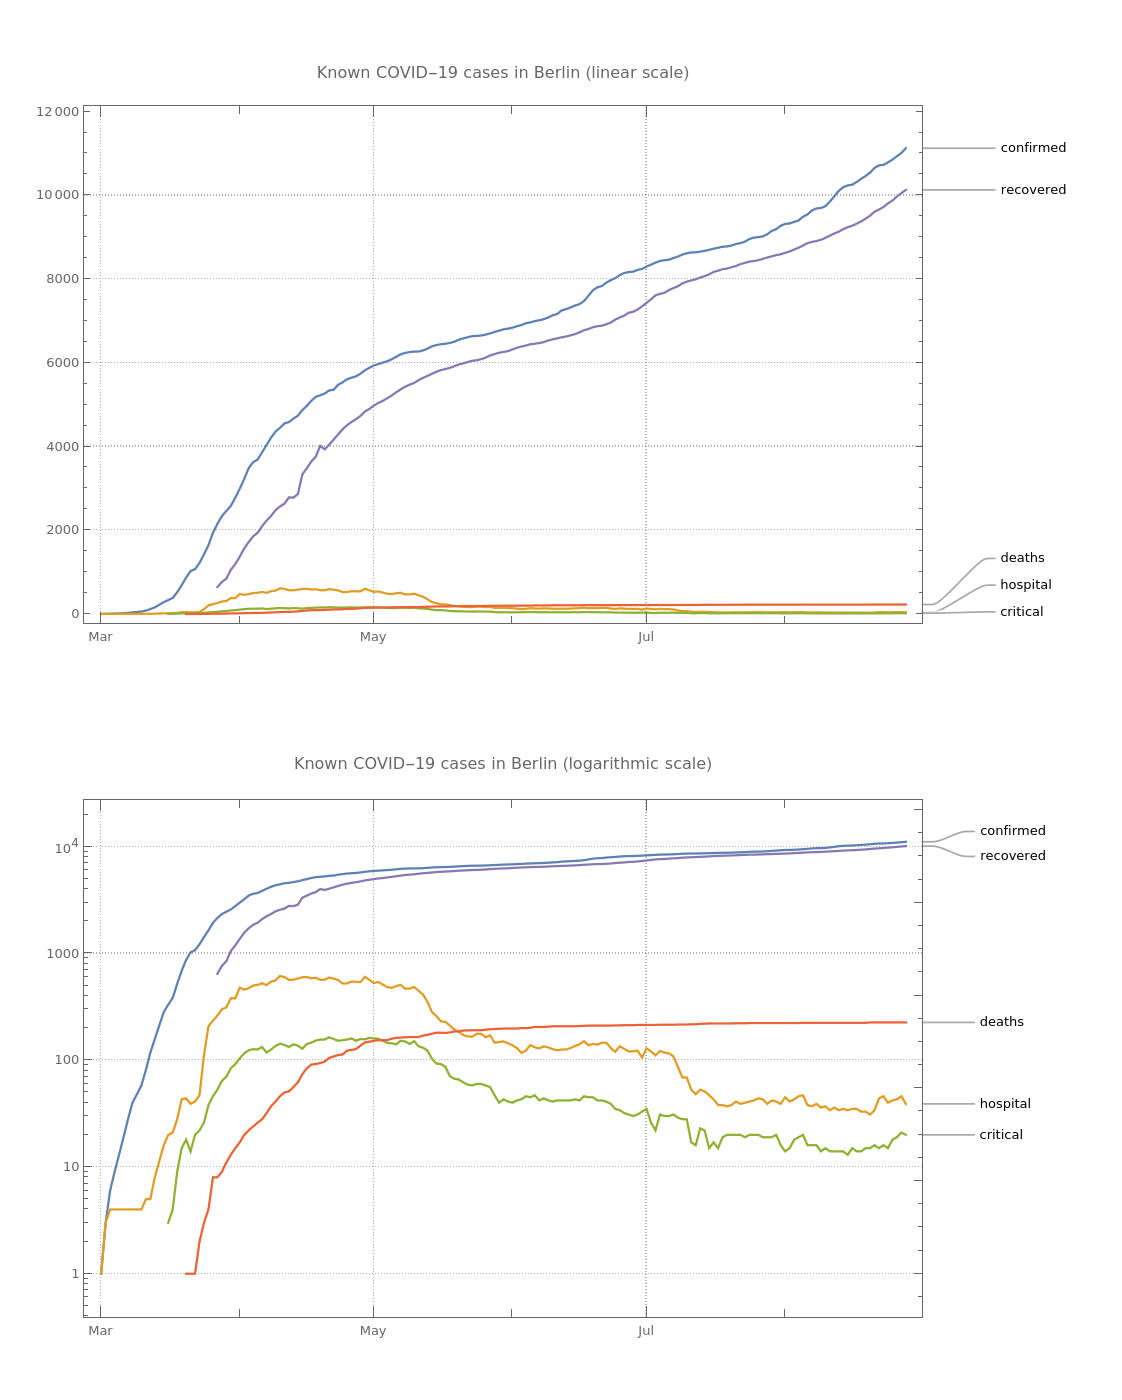 Known COVID‒19 cases in Berlin (linear scale)
12 000
10 000
8000
6000
4000
2000
0
Mar
May
Jul
confirmed
recovered
deaths
hospital
critical
Known COVID‒19 cases in Berlin (logarithmic scale)
10⁴
1000
100
10
1
Mar
May
Jul
confirmed
recovered
deaths
hospital
critical